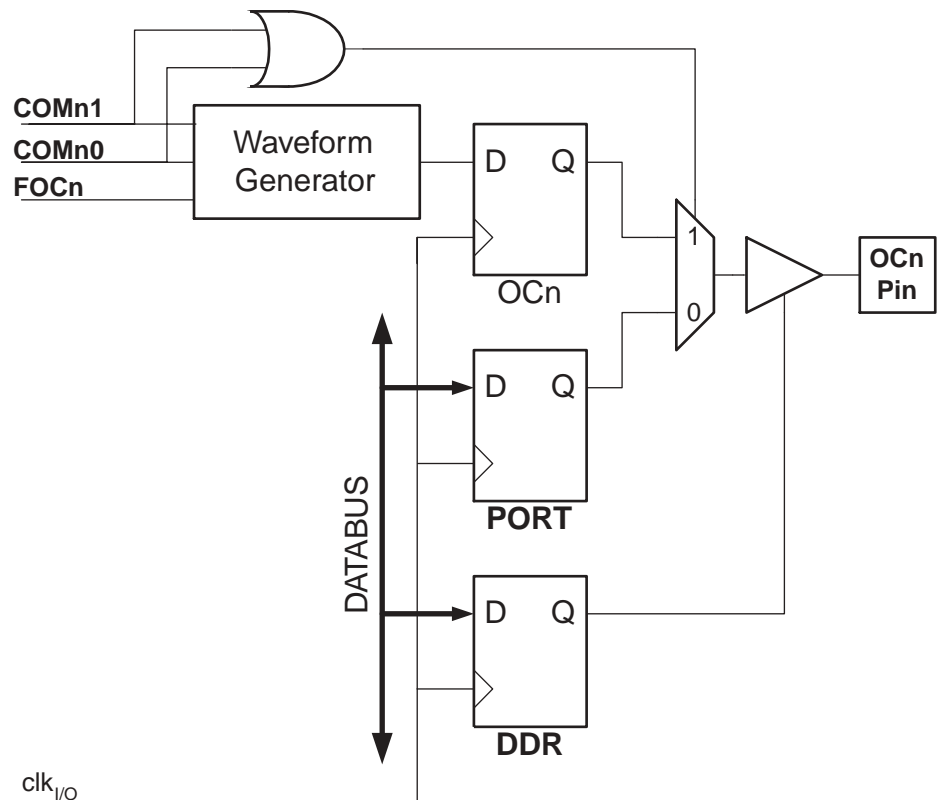 COMn1
COMn0
FOCn
Waveform
Generator
D Q
OCn
1
0
OCn
Pin
D Q
PORT
DATABUS
D Q
DDR
clkI/O